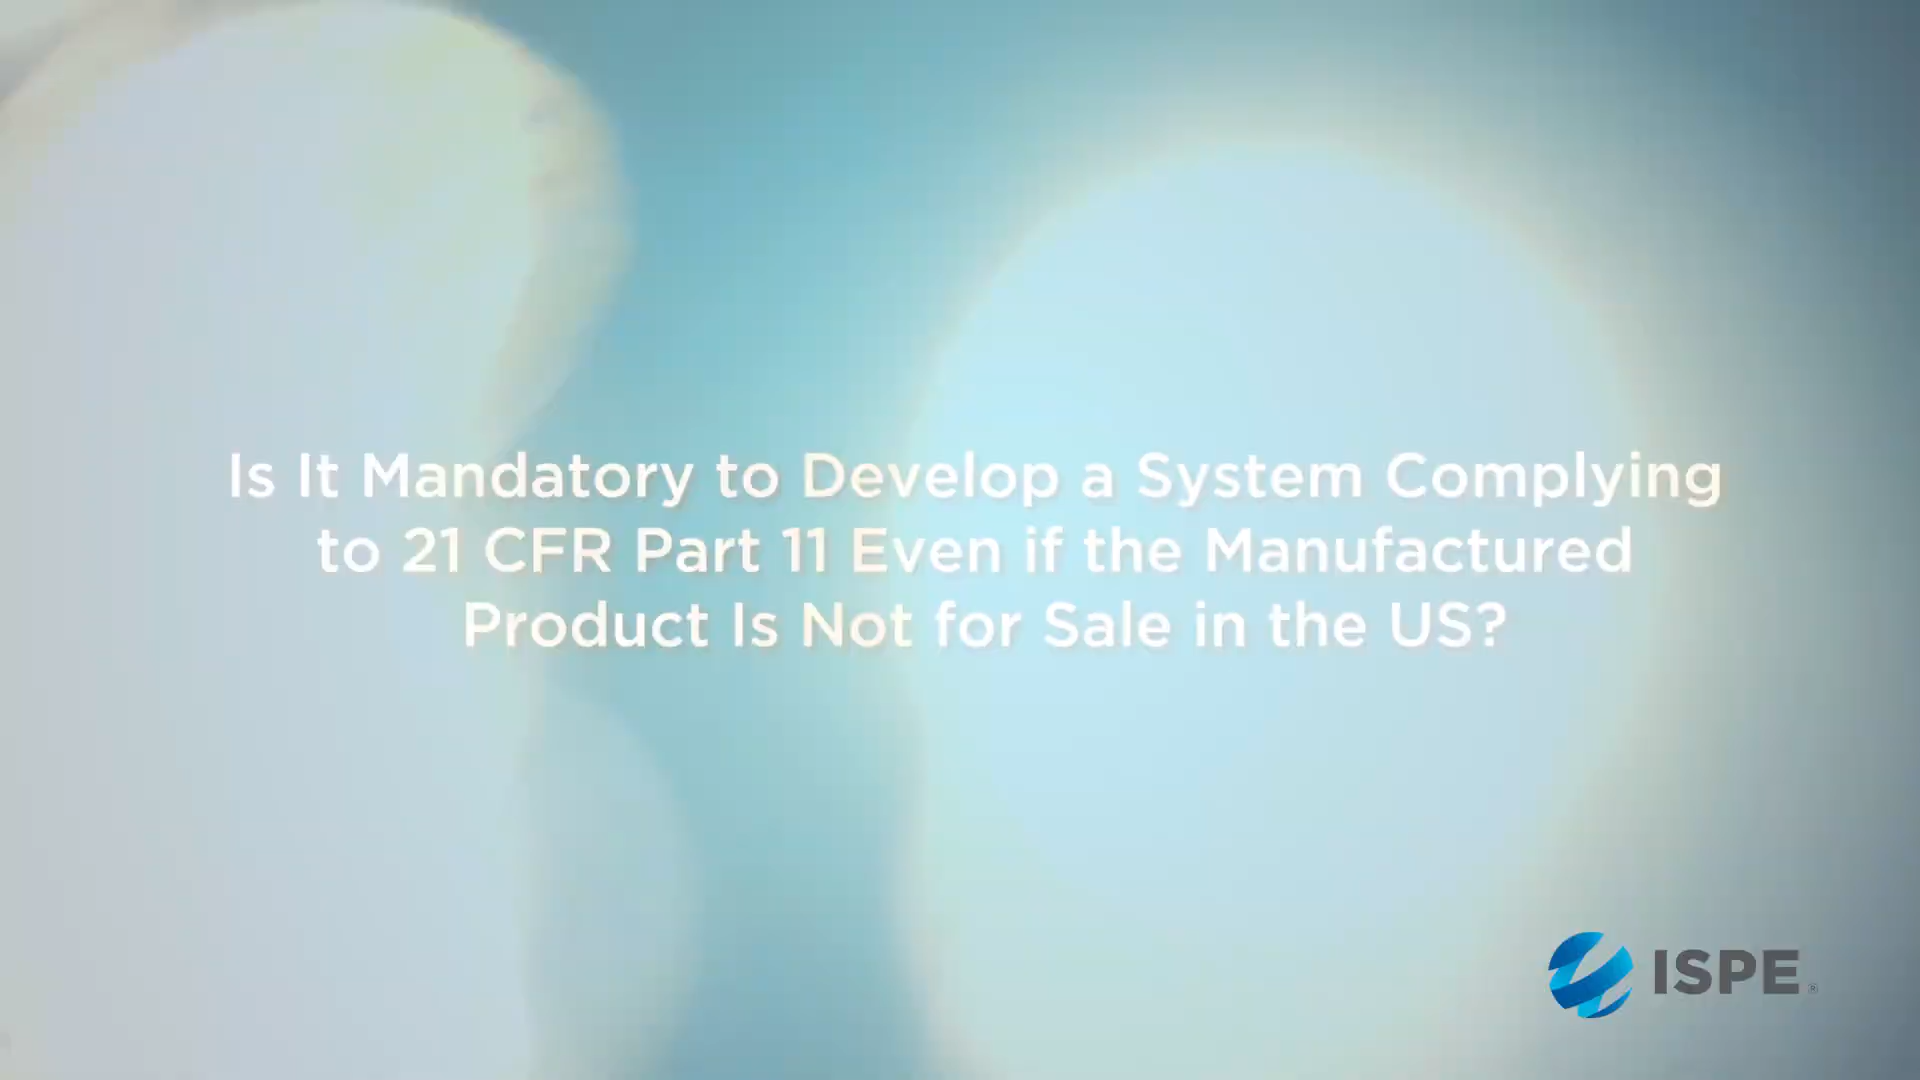 Is It Mandatory to Develop a System Complying
to 21 CFR Part 11 Even if the Manufactured
Product Is Not for Sale in the US?
ISPE®